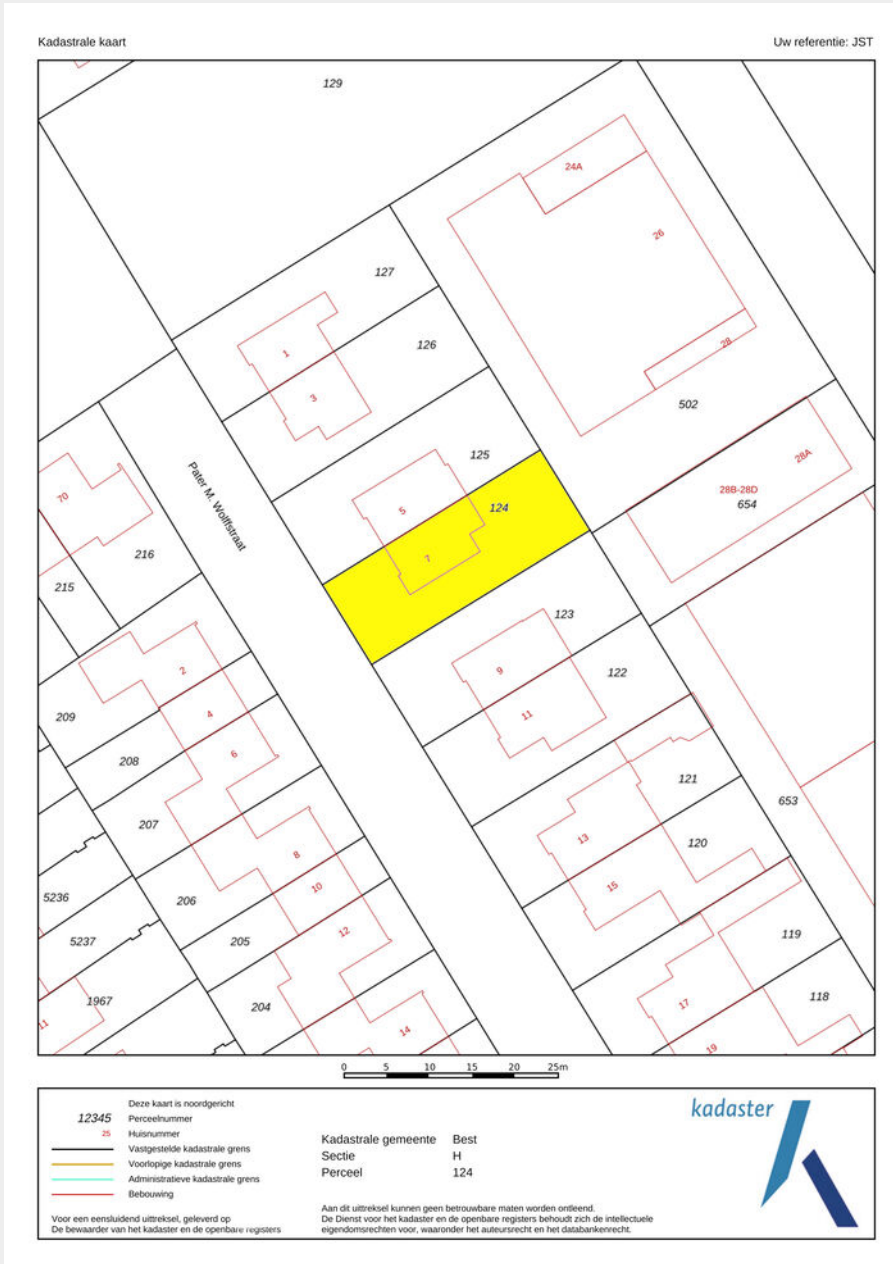 Kadastrale kaart
Uw referentie: JST
129
24A
26
127
1
126
28
3
502
125
70
Pater M. Wolffstraat
28A
28B-28D
654
5
124
216
7
215
123
9
122
2
11
209
4
208
6
121
653
207
13
120
8
5236
206
10
15
5237
205
12
119
1967
204
118
11
14
17
19
0 5 10 15 20 25m
Deze kaart is noordgericht
12345 Perceelnummer
25 Huisnummer
Vastgestelde kadastrale grens
Voorlopige kadastrale grens
Administratieve kadastrale grens
Bebouwing
Voor een eensluidend uittreksel, geleverd op
De bewaarder van het kadaster en de openbare registers
Kadastrale gemeente Best
Sectie H
Perceel 124
Aan dit uittreksel kunnen geen betrouwbare maten worden ontleend.
De Dienst voor het kadaster en de openbare registers behoudt zich de intellectuele
eigendomsrechten voor, waaronder het auteursrecht en het databankenrecht.
kadaster